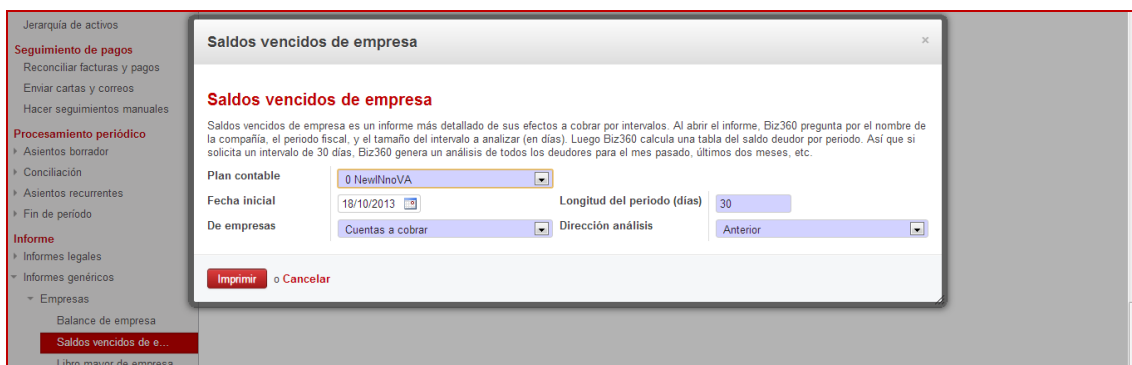 Jerarquía de activos
Seguimiento de pagos
Reconciliar facturas y pagos
Enviar cartas y correos
Hacer seguimientos manuales
Procesamiento periódico
Asientos borrador
Conciliación
Asientos recurrentes
Fin de período
Informe
Informes legales
Informes genéricos
Empresas
Balance de empresa
Saldos vencidos de e...
Libro mayor de empresa
Saldos vencidos de empresa
×
Saldos vencidos de empresa
Saldos vencidos de empresa es un informe más detallado de sus efectos a cobrar por intervalos. Al abrir el informe, Biz360 pregunta por el nombre de
la compañía, el periodo fiscal, y el tamaño del intervalo a analizar (en días). Luego Biz360 calcula una tabla del saldo deudor por periodo. Así que si
solicita un intervalo de 30 días, Biz360 genera un análisis de todos los deudores para el mes pasado, últimos dos meses, etc.
Plan contable 0 NewINnoVA
Fecha inicial 18/10/2013 Longitud del periodo (días) 30
De empresas Cuentas a cobrar Dirección análisis Anterior
Imprimir o Cancelar